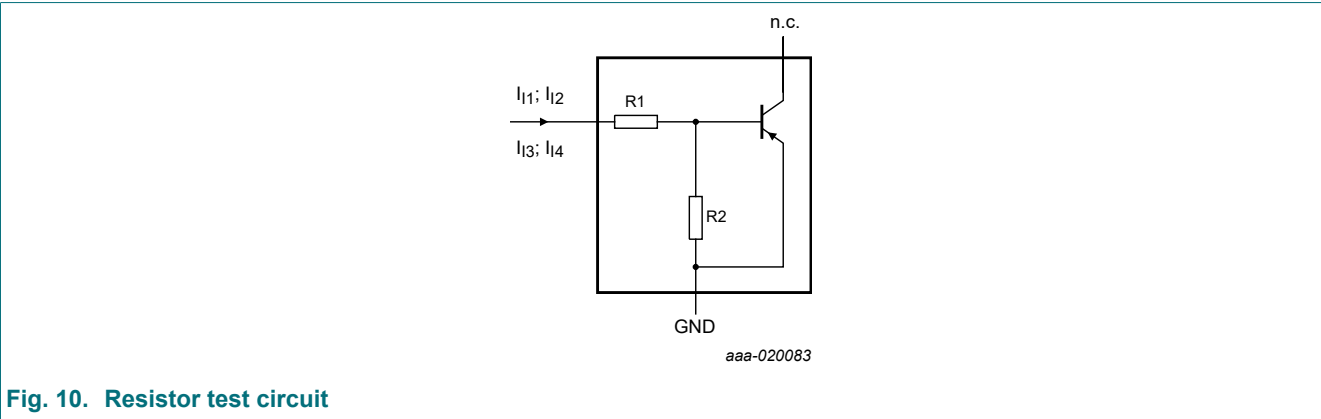 n.c.
I_I1; I_I2
R1
I_I3; I_I4
R2
GND
aaa-020083
Fig. 10. Resistor test circuit